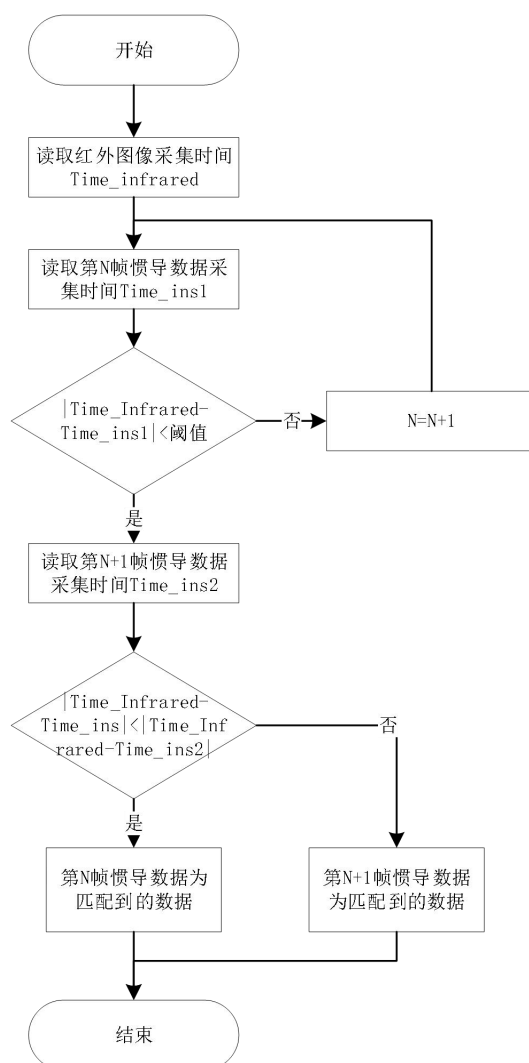 开始
读取红外图像采集时间
Time_infrared
读取第N帧惯导数据采
集时间Time_ins1
|Time_Infrared-
Time_ins1|<阈值
否
N=N+1
是
读取第N+1帧惯导数据
采集时间Time_ins2
|Time_Infrared-
Time_ins|<|Time_Inf
rared-Time_ins2|
否
是
第N帧惯导数据为
匹配到的数据
第N+1帧惯导数据
为匹配到的数据
结束